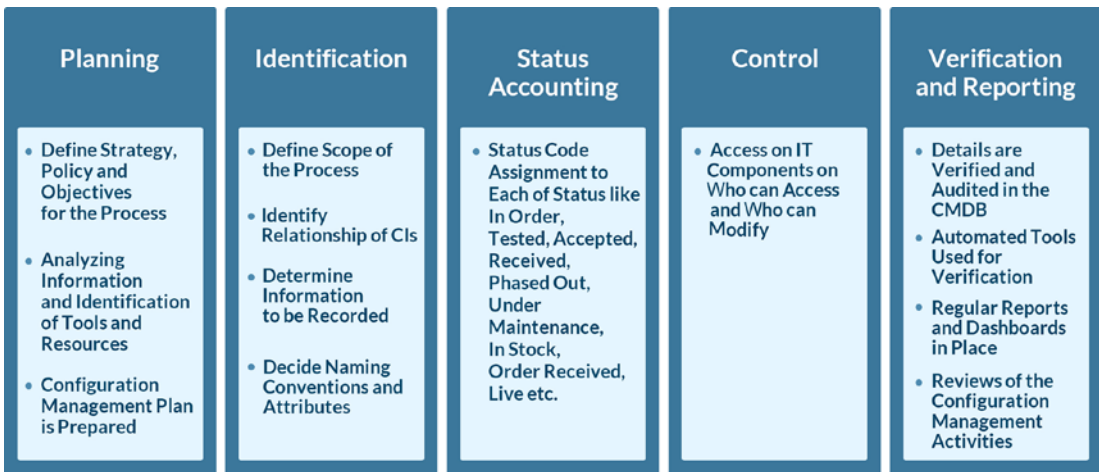 Planning
• Define Strategy,
Policy and
Objectives
for the Process
• Analyzing
Information
and Identification
of Tools and
Resources
• Configuration
Management Plan
is Prepared
Identification
• Define Scope of
the Process
• Identify
Relationship of CIs
• Determine
Information
to be Recorded
• Decide Naming
Conventions and
Attributes
Status
Accounting
• Status Code
Assignment to
Each of Status like
In Order,
Tested, Accepted,
Received,
Phased Out,
Under
Maintenance,
In Stock,
Order Received,
Live etc.
Control
• Access on IT
Components on
Who can Access
and Who can
Modify
Verification
and Reporting
• Details are
Verified and
Audited in the
CMDB
• Automated Tools
Used for
Verification
• Regular Reports
and Dashboards
in Place
• Reviews of the
Configuration
Management
Activities